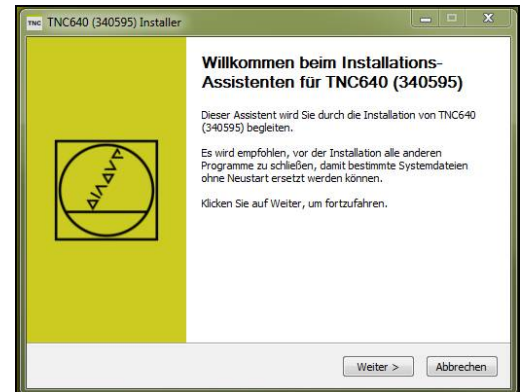 TNC TNC640 (340595) Installer
Willkommen beim Installations-
Assistenten für TNC640 (340595)
Dieser Assistent wird Sie durch die Installation von TNC640
(340595) begleiten.
Es wird empfohlen, vor der Installation alle anderen
Programme zu schließen, damit bestimmte Systemdateien
ohne Neustart ersetzt werden können.
Klicken Sie auf Weiter, um fortzufahren.
Weiter > Abbrechen